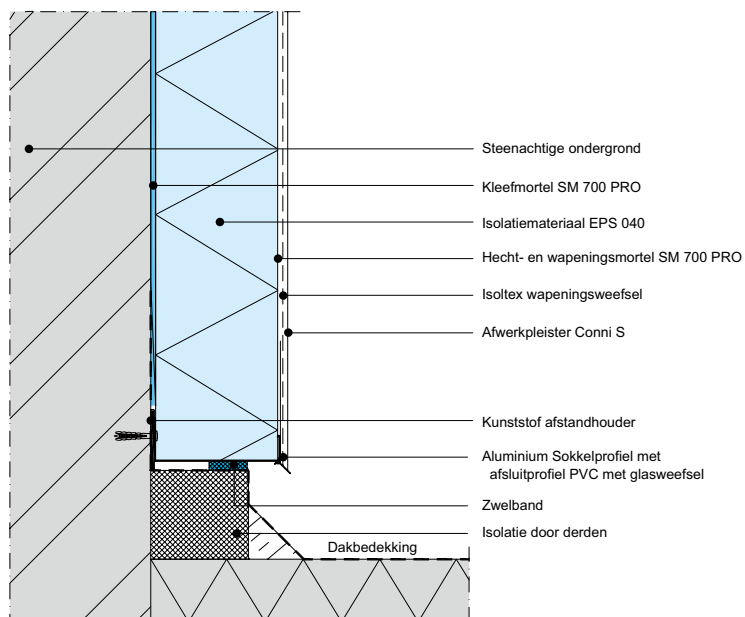 Steenachtige ondergrond
Kleefmortel SM 700 PRO
Isolatiemateriaal EPS 040
Hecht- en wapeningsmortel SM 700 PRO
Isoltex wapeningsweefsel
Afwerkpleister Conni S
Kunststof afstandhouder
Aluminium Sokkelprofiel met
afsluitprofiel PVC met glasweefsel
Zwelband
Isolatie door derden
Dakbedekking